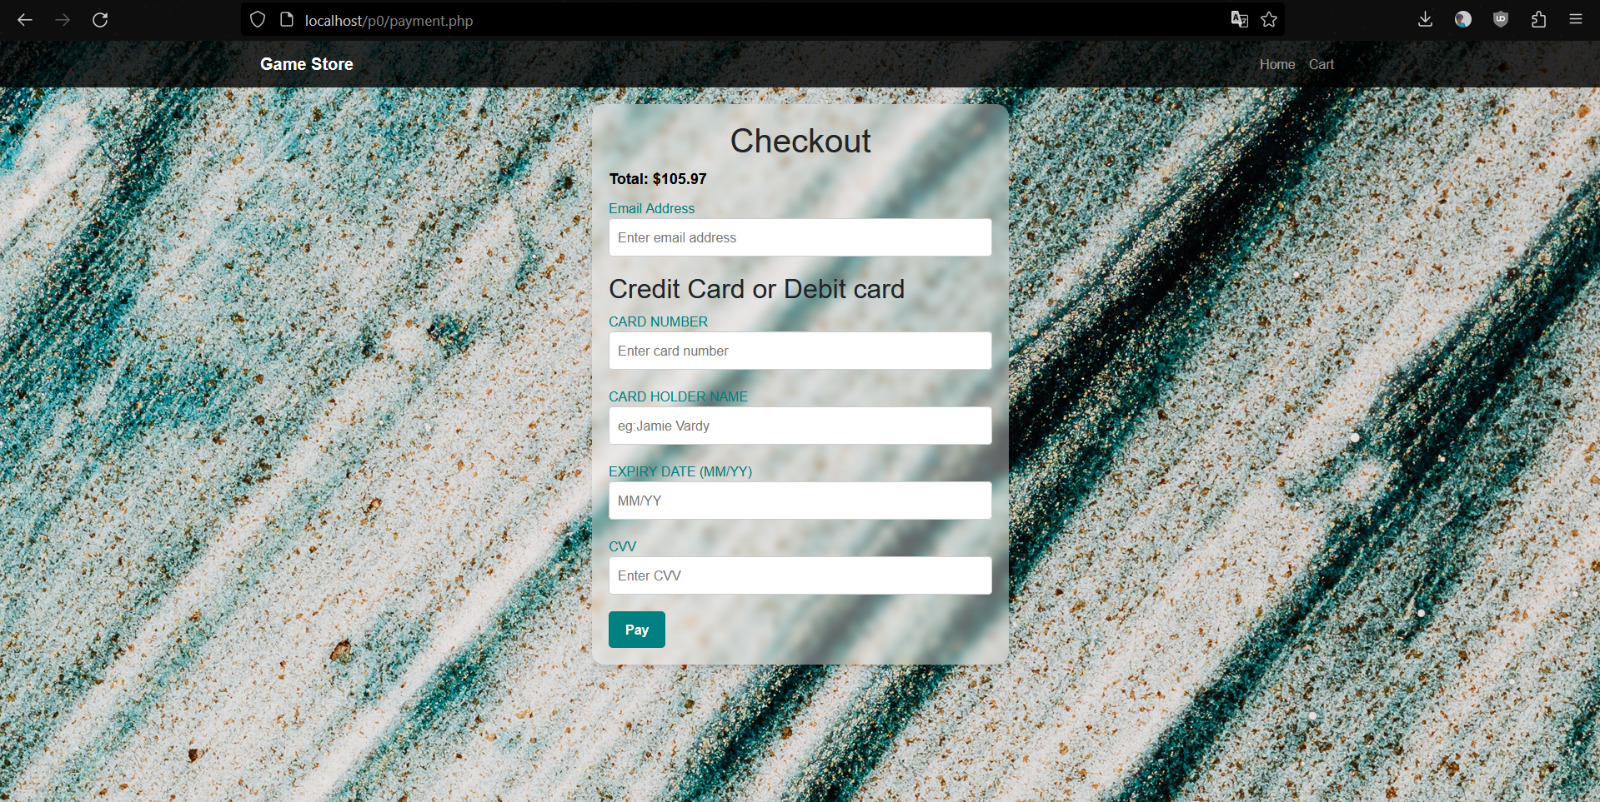 localhost/p0/payment.php
Game Store
Home Cart
Checkout
Total: $105.97
Email Address
Enter email address
Credit Card or Debit card
CARD NUMBER
Enter card number
CARD HOLDER NAME
eg:Jamie Vardy
EXPIRY DATE (MM/YY)
MM/YY
CVV
Enter CVV
Pay